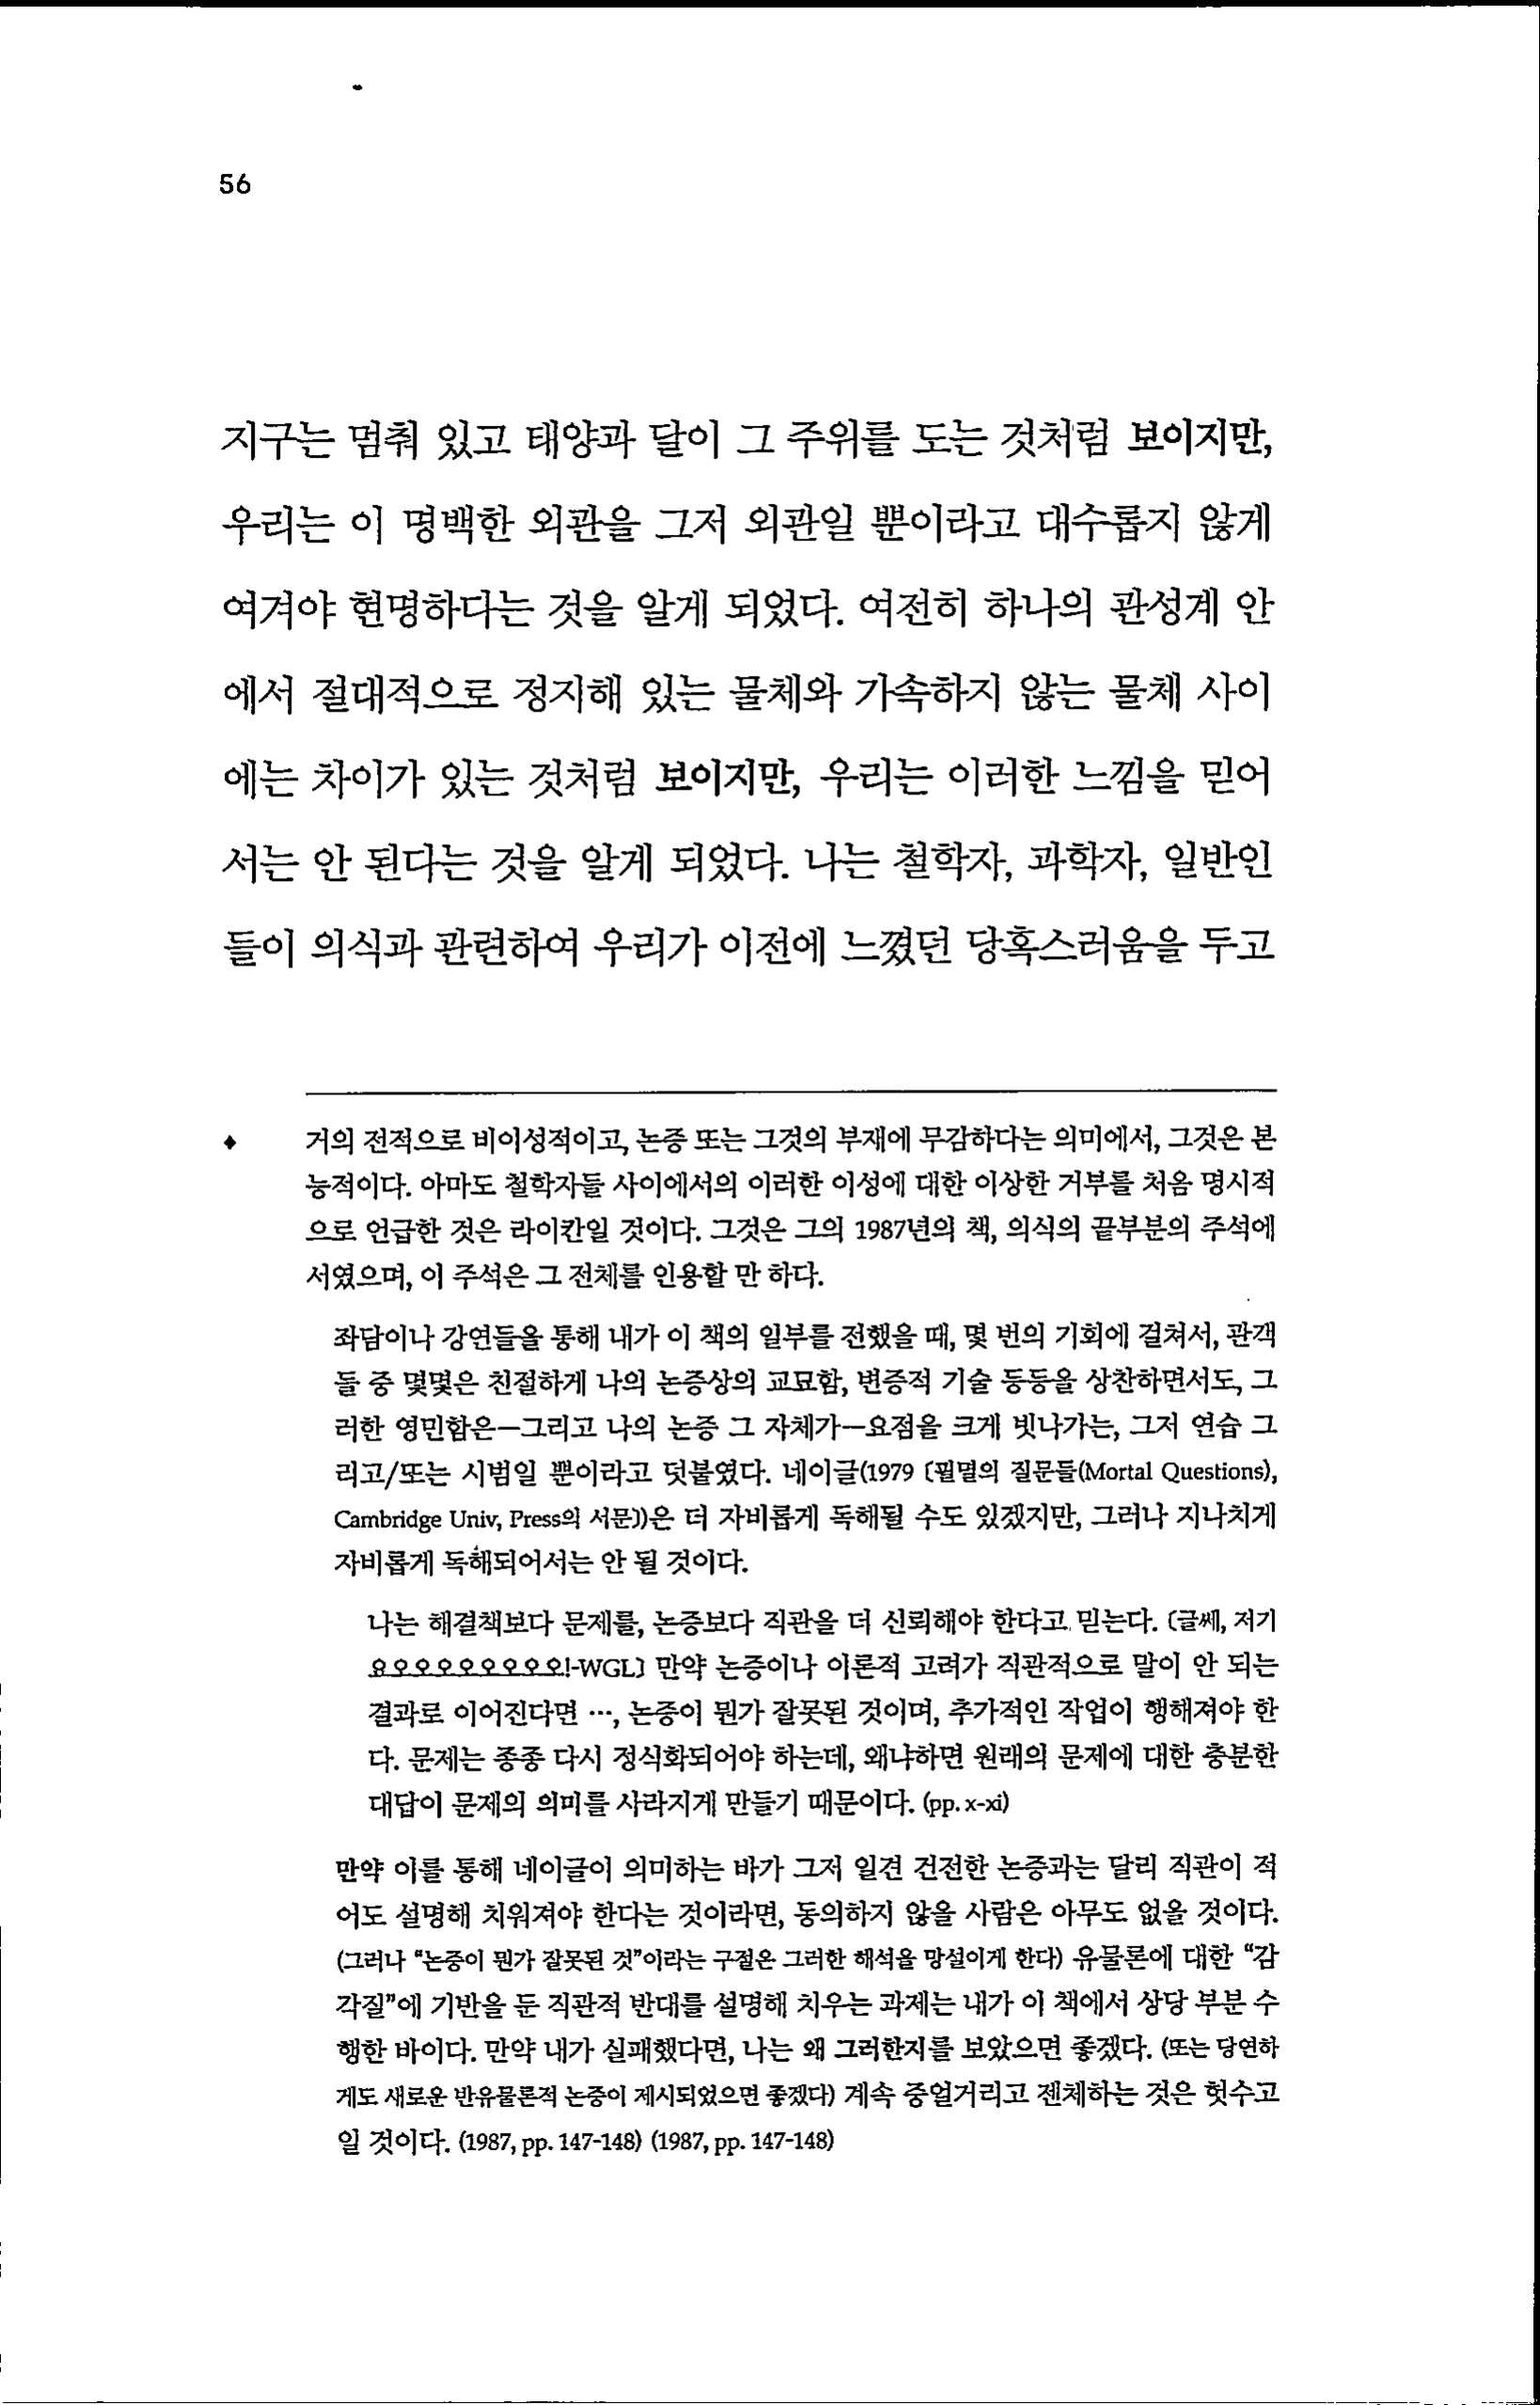 56
지구는 멈춰 있고 태양과 달이 그 주위를 도는 것처럼 보이지만,
우리는 이 명백한 외관을 그저 외관일 뿐이라고 대수롭지 않게
여겨야 현명하다는 것을 알게 되었다. 여전히 하나의 관성계 안
에서 절대적으로 정지해 있는 물체와 가속하지 않는 물체 사이
에는 차이가 있는 것처럼 보이지만, 우리는 이러한 느낌을 믿어
서는 안 된다는 것을 알게 되었다. 나는 철학자, 과학자, 일반인
들이 의식과 관련하여 우리가 이전에 느꼈던 당혹스러움을 두고
◆ 거의 전적으로 비이성적이고, 논증 또는 그것의 부재에 무감하다는 의미에서, 그것은 본
능적이다. 아마도 철학자들 사이에서의 이러한 이성에 대한 이상한 거부를 처음 명시적
으로 언급한 것은 라이칸일 것이다. 그것은 그의 1987년의 책, 의식의 끝부분의 주석에
서였으며, 이 주석은 그 전체를 인용할 만 하다.
좌담이나 강연들을 통해 내가 이 책의 일부를 전했을 때, 몇 번의 기회에 걸쳐서, 관객
들 중 몇몇은 친절하게 나의 논증상의 교묘함, 변증적 기술 등등을 상찬하면서도, 그
러한 영민함은—그리고 나의 논증 그 자체가—요점을 크게 빗나가는, 그저 연습 그
리고/또는 시범일 뿐이라고 덧붙였다. 네이글(1979 〔필멸의 질문들(Mortal Questions),
Cambridge Univ, Press의 서문〕)은 더 자비롭게 독해될 수도 있겠지만, 그러나 지나치게
자비롭게 독해되어서는 안 될 것이다.
나는 해결책보다 문제를, 논증보다 직관을 더 신뢰해야 한다고 믿는다. 〔글쎄, 저기
요오오오오오오오오!-WGL〕 만약 논증이나 이론적 고려가 직관적으로 말이 안 되는
결과로 이어진다면 …, 논증이 뭔가 잘못된 것이며, 추가적인 작업이 행해져야 한
다. 문제는 종종 다시 정식화되어야 하는데, 왜냐하면 원래의 문제에 대한 충분한
대답이 문제의 의미를 사라지게 만들기 때문이다. (pp. x-xi)
만약 이를 통해 네이글이 의미하는 바가 그저 일견 건전한 논증과는 달리 직관이 적
어도 설명해 치워져야 한다는 것이라면, 동의하지 않을 사람은 아무도 없을 것이다.
(그러나 "논증이 뭔가 잘못된 것"이라는 구절은 그러한 해석을 망설이게 한다) 유물론에 대한 “감
각질”에 기반을 둔 직관적 반대를 설명해 치우는 과제는 내가 이 책에서 상당 부분 수
행한 바이다. 만약 내가 실패했다면, 나는 왜 그러한지를 보았으면 좋겠다. (또는 당연하
게도 새로운 반유물론적 논증이 제시되었으면 좋겠다) 계속 중얼거리고 젠체하는 것은 헛수고
일 것이다. (1987, pp. 147-148) (1987, pp. 147-148)